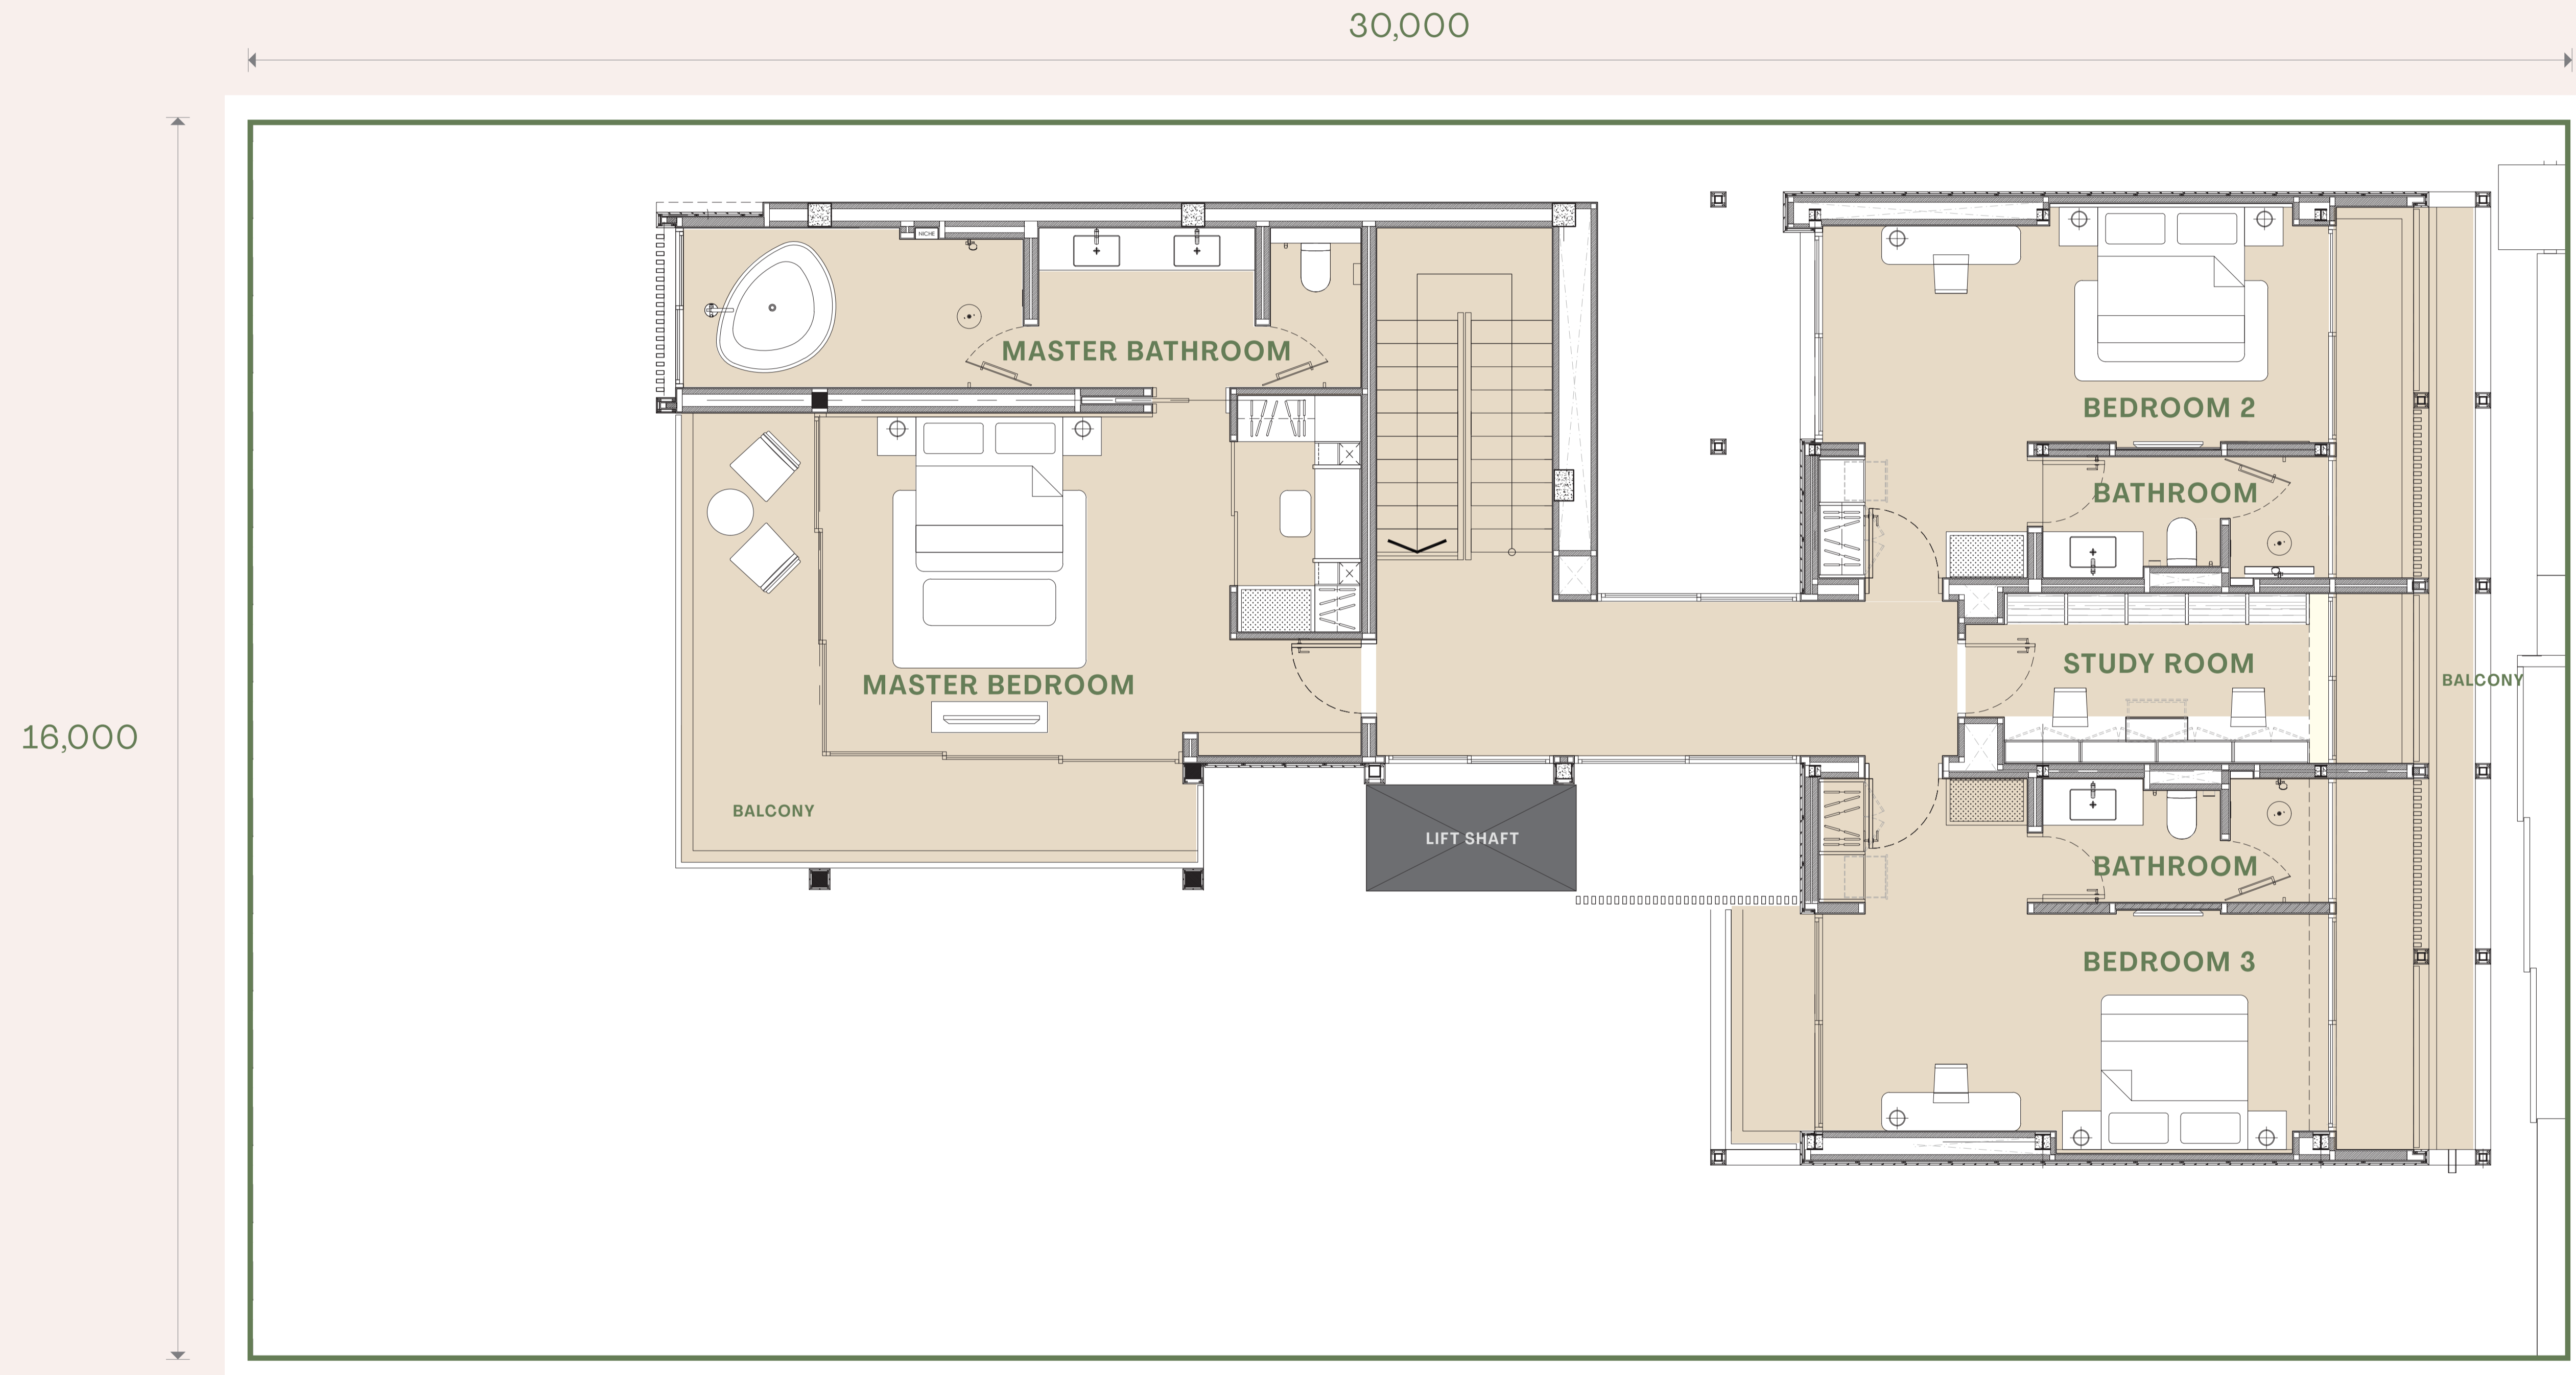 30,000
16,000
NICHE
MASTER BATHROOM
BEDROOM 2
BATHROOM
STUDY ROOM
BALCONY
MASTER BEDROOM
BALCONY
LIFT SHAFT
BATHROOM
BEDROOM 3